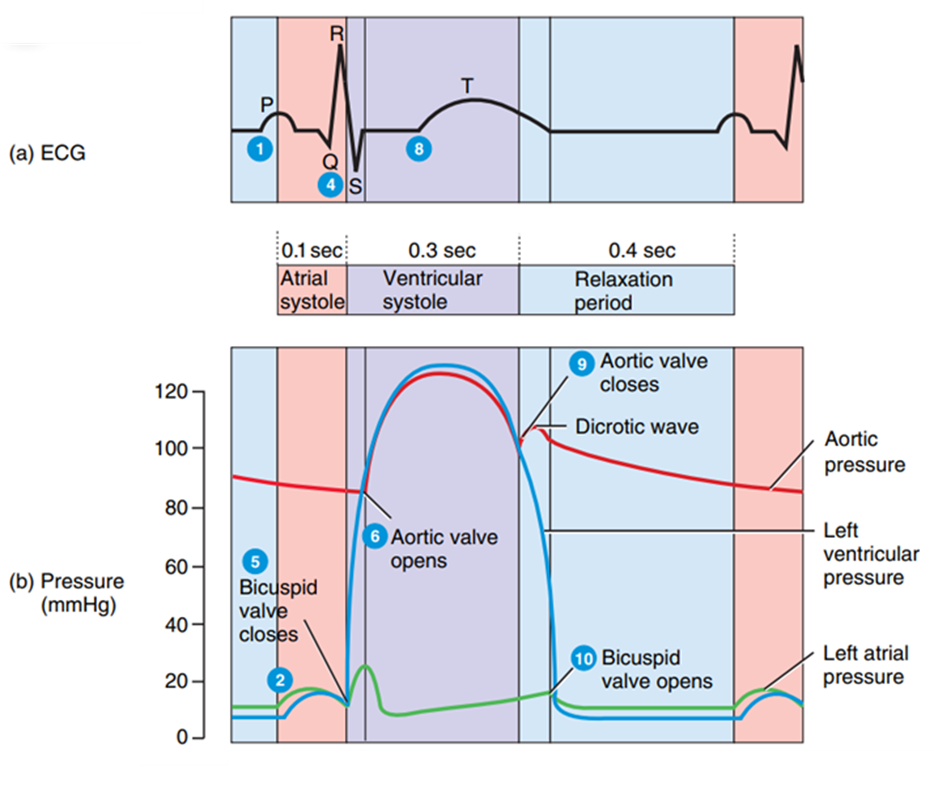 R
P
T
1
8
(a) ECG
Q
4
S
0.1 sec
0.3 sec
0.4 sec
Atrial
systole
Ventricular
systole
Relaxation
period
9 Aortic valve
closes
120
Dicrotic wave
100
Aortic
pressure
80
6 Aortic valve
opens
Left
ventricular
pressure
5
Bicuspid
valve
closes
60
(b) Pressure
(mmHg)
40
10 Bicuspid
valve opens
Left atrial
pressure
2
20
0